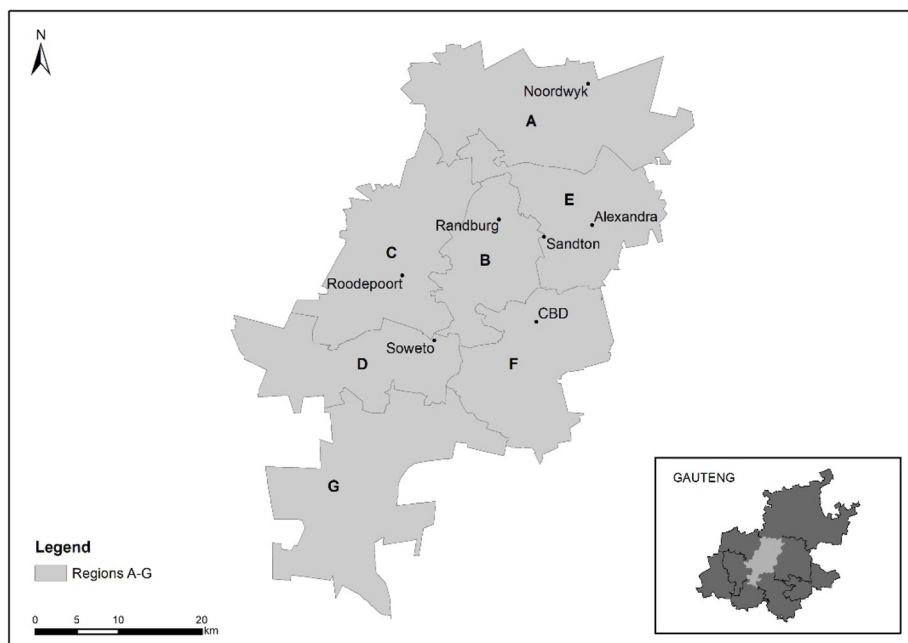 N
Noordwyk
A
E
Alexandra
Randburg
Sandton
C
B
Roodepoort
CBD
Soweto
D
F
G
GAUTENG
Legend
Regions A-G
0 5 10 20
km